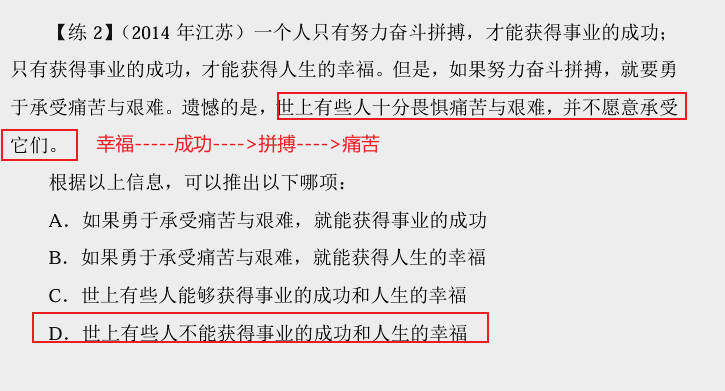 【练 2】（2014 年江苏）一个人只有努力奋斗拼搏，才能获得事业的成功；
只有获得事业的成功，才能获得人生的幸福。但是，如果努力奋斗拼搏，就要勇
于承受痛苦与艰难。遗憾的是，世上有些人十分畏惧痛苦与艰难，并不愿意承受
它们。 幸福-----成功---->拼搏---->痛苦
根据以上信息，可以推出以下哪项：
A．如果勇于承受痛苦与艰难，就能获得事业的成功
B．如果勇于承受痛苦与艰难，就能获得人生的幸福
C．世上有些人能够获得事业的成功和人生的幸福
D．世上有些人不能获得事业的成功和人生的幸福